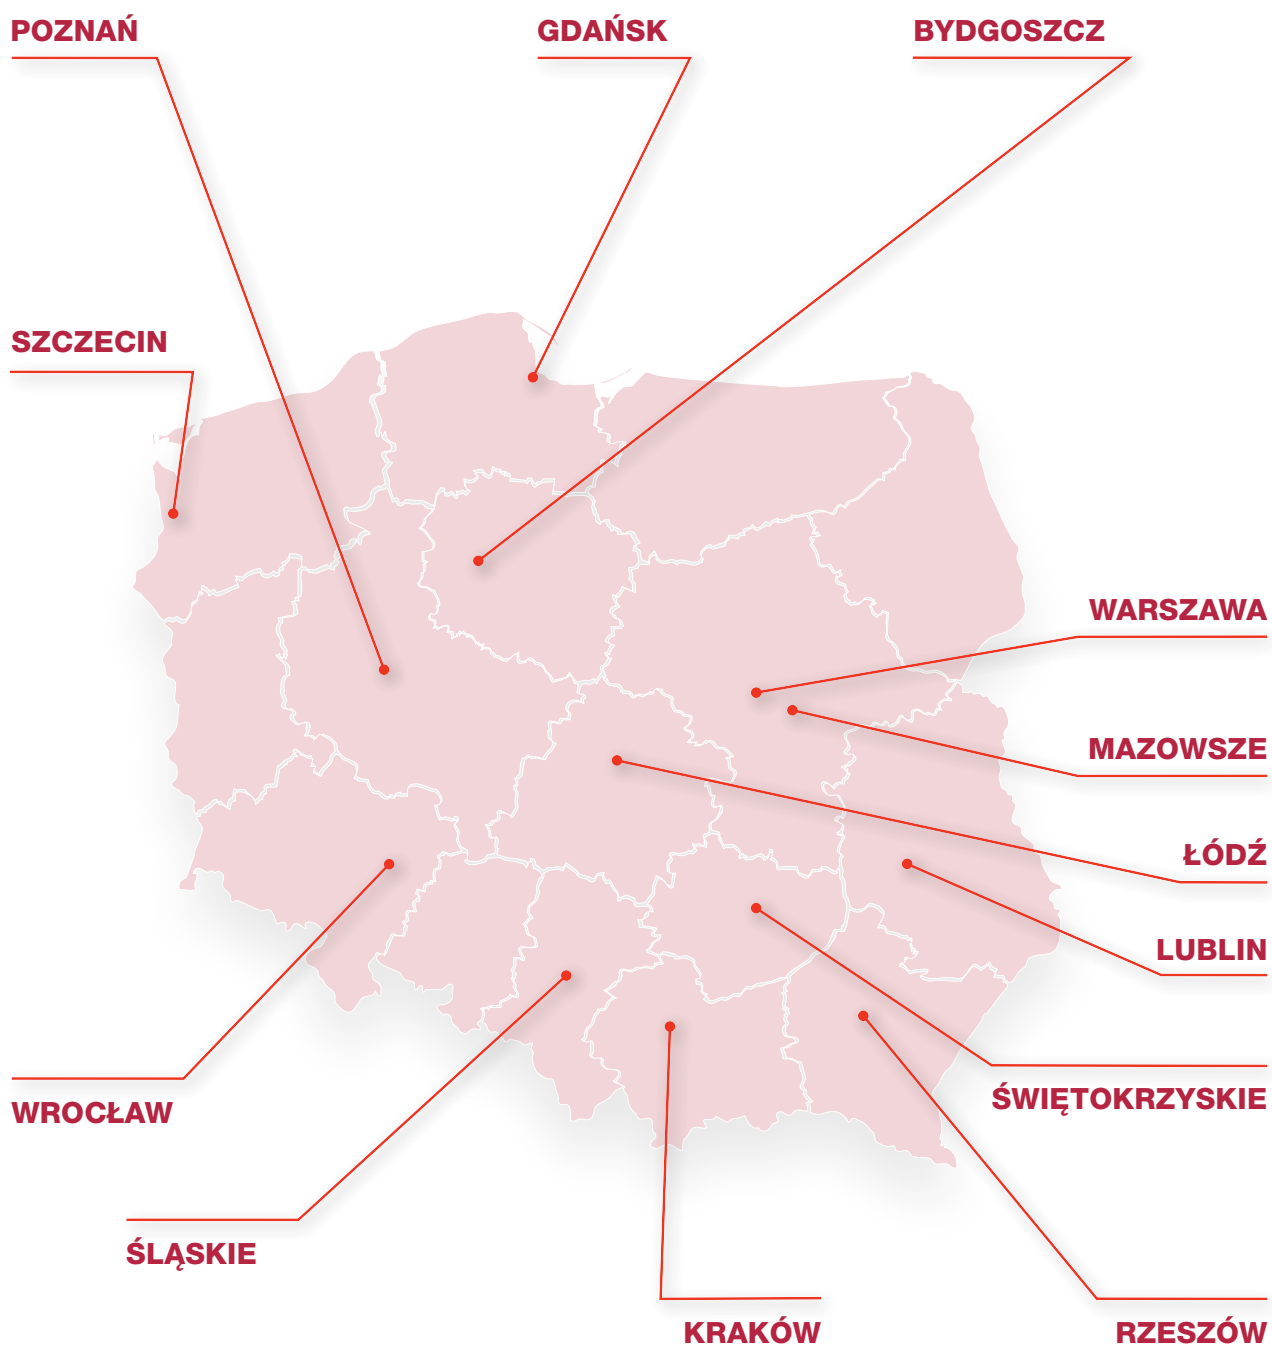 POZNAŃ
GDAŃSK
BYDGOSZCZ
SZCZECIN
WARSZAWA
MAZOWSZE
ŁÓDŹ
LUBLIN
ŚWIĘTOKRZYSKIE
WROCŁAW
ŚLĄSKIE
KRAKÓW
RZESZÓW